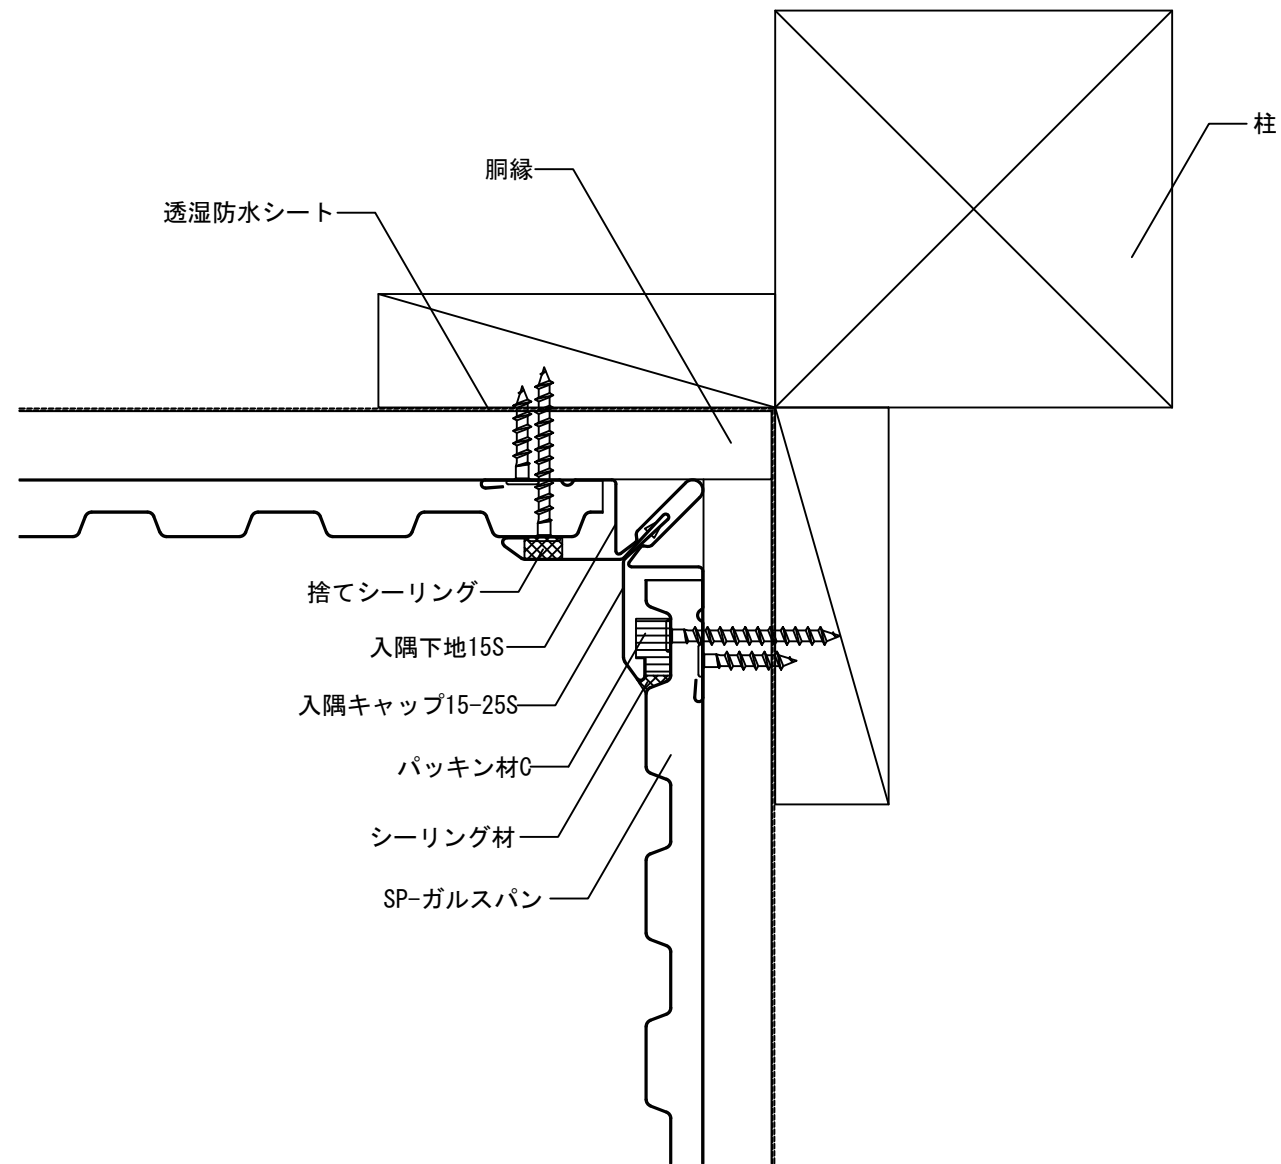 柱
胴縁
透湿防水シート
捨てシーリング
入隅下地15S
入隅キャップ15-25S
パッキン材C
シーリング材
SP-ガルスパン